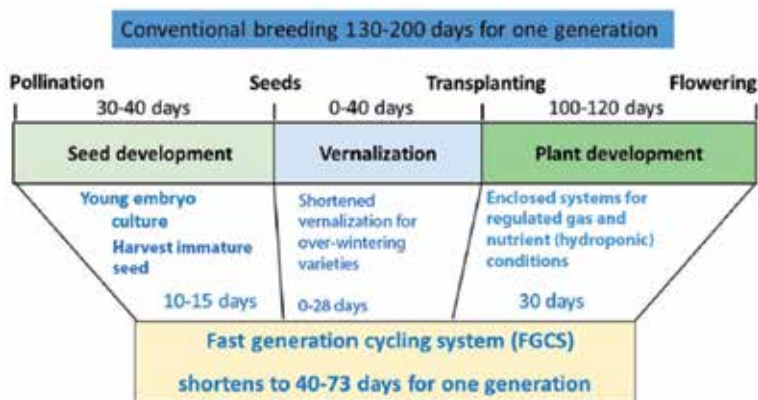 Conventional breeding 130-200 days for one generation
Pollination Seeds Transplanting Flowering
30-40 days 0-40 days 100-120 days
Seed development Vernalization Plant development
Young embryo
culture
Harvest immature
seed
10-15 days
Shortened
vernalization for
over-wintering
varieties
0-28 days
Enclosed systems for
regulated gas and
nutrient (hydroponic)
conditions
30 days
Fast generation cycling system (FGCS)
shortens to 40-73 days for one generation